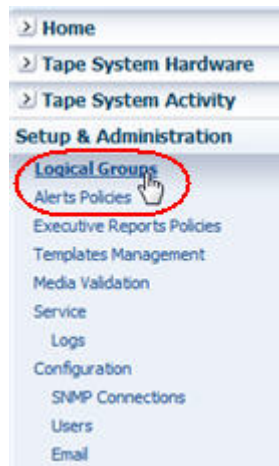 Home
Tape System Hardware
Tape System Activity
Setup & Administration
Logical Groups
Alerts Policies
Executive Reports Policies
Templates Management
Media Validation
Service
Logs
Configuration
SNMP Connections
Users
Email